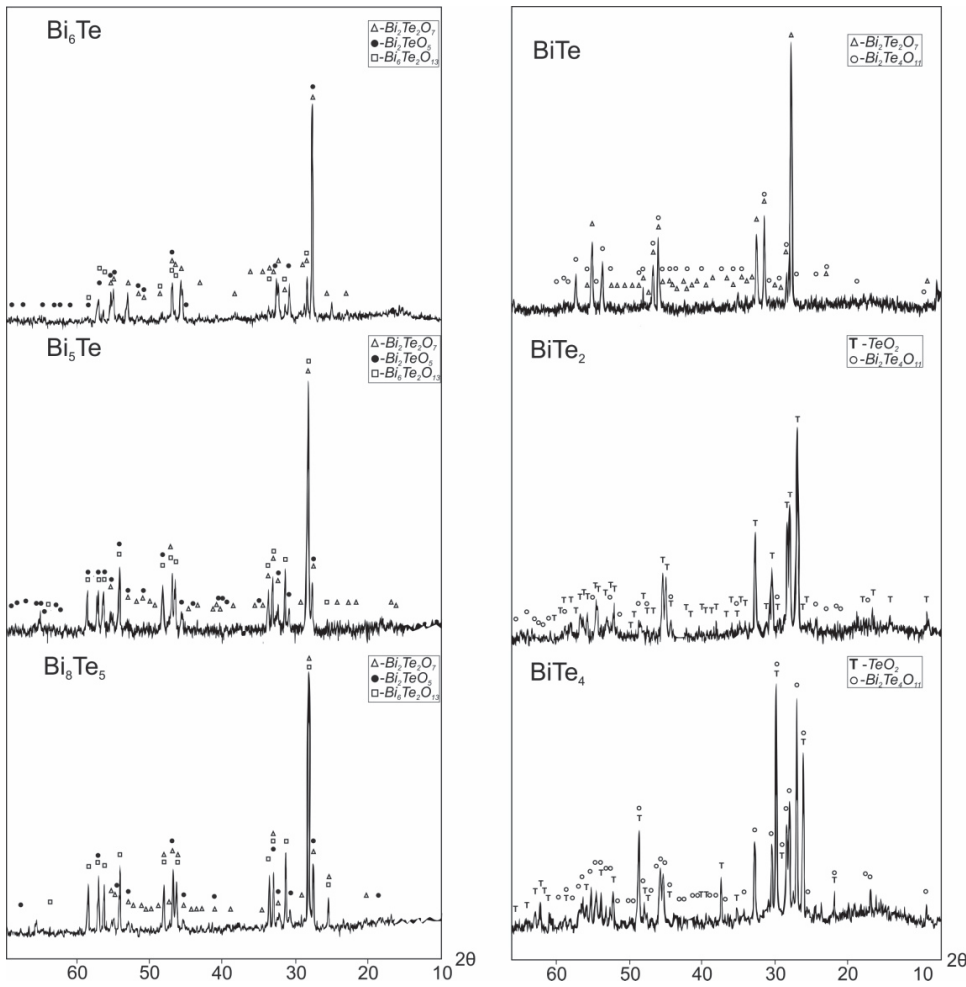 Bi₆Te
△-Bi₂Te₂O₇
●-Bi₂TeO₅
□-Bi₆Te₂O₁₃
Bi₅Te
△-Bi₂Te₂O₇
●-Bi₂TeO₅
□-Bi₆Te₂O₁₃
Bi₈Te₅
△-Bi₂Te₂O₇
●-Bi₂TeO₅
□-Bi₆Te₂O₁₃
60 50 40 30 20 10 2θ
BiTe
△-Bi₂Te₂O₇
○-Bi₂Te₄O₁₁
BiTe₂
T -TeO₂
○-Bi₂Te₄O₁₁
BiTe₄
T -TeO₂
○-Bi₂Te₄O₁₁
60 50 40 30 20 10 2θ